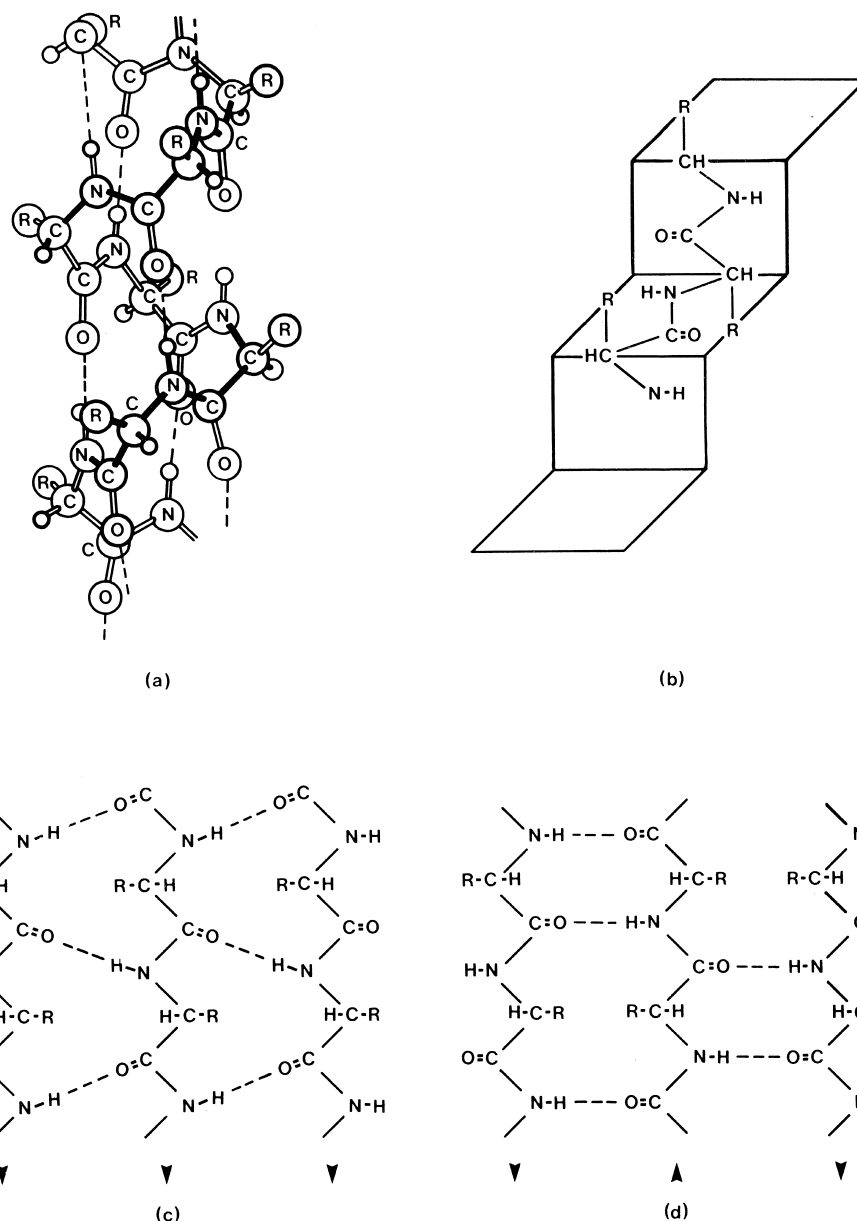 R
C
N
C
R
C
O
N
C
R
C
N
O
C
R
C
N
O
R
C
C
O
C
N
R
N
C
C
R
C
O
N
C
R
C
O
R
C
N
C
O
C
N
O
(a)
R
CH
N-H
O=C
CH
H-N
R
C=O
R
HC
N-H
(b)
O=C
O=C
N H
N H
N-H
H
R-C-H
R-C-H
C=O
C=O
C=O
H N
H N
H-C-R
H-C-R
H-C-R
O=C
O=C
N H
N-H
N-H
(c)
N-H
O=C
N
R-C-H
H-C-R
R-C-H
C=O
H-N
C
H-N
C=O
H-N
H-C-R
R-C-H
H-C
O=C
N-H
O=C
N-H
O=C
N
(d)